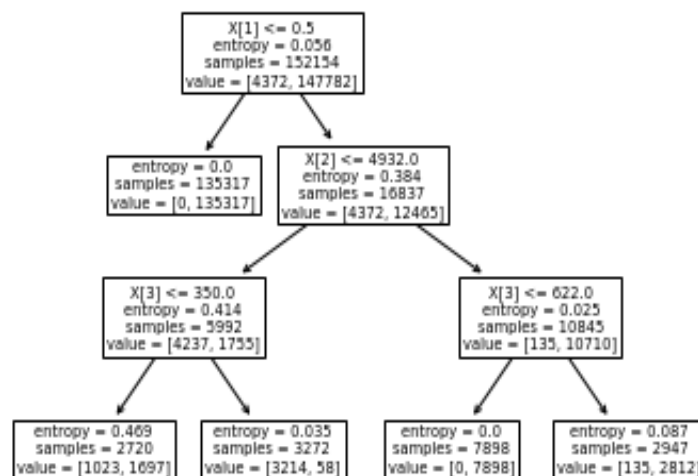 X[1] <= 0.5
entropy = 0.056
samples = 152154
value = [4372, 147782]
entropy = 0.0
samples = 135317
value = [0, 135317]
X[2] <= 4932.0
entropy = 0.384
samples = 16837
value = [4372, 12465]
X[3] <= 350.0
entropy = 0.414
samples = 5992
value = [4237, 1755]
X[3] <= 622.0
entropy = 0.025
samples = 10845
value = [135, 10710]
entropy = 0.469
samples = 2720
value = [1023, 1697]
entropy = 0.035
samples = 3272
value = [3214, 58]
entropy = 0.0
samples = 7898
value = [0, 7898]
entropy = 0.087
samples = 2947
value = [135,